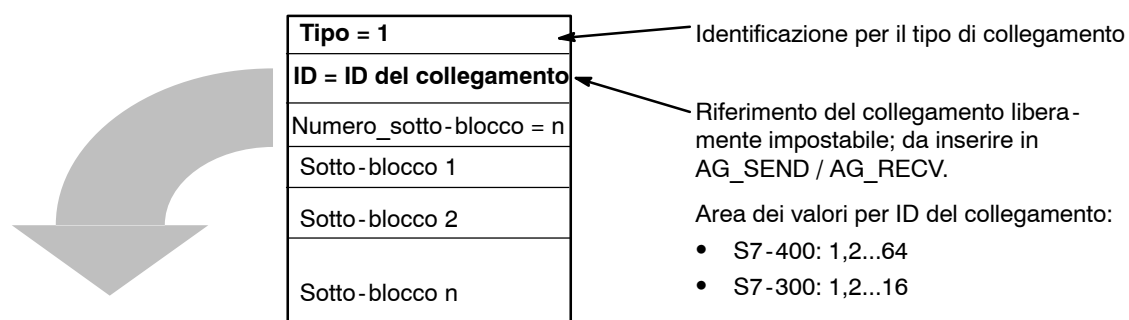 Tipo = 1
ID = ID del collegamento
Numero_sotto-blocco = n
Sotto-blocco 1
Sotto-blocco 2
Sotto-blocco n
Identificazione per il tipo di collegamento
Riferimento del collegamento libera-
mente impostabile; da inserire in
AG_SEND / AG_RECV.
Area dei valori per ID del collegamento:
• S7-400: 1,2...64
• S7-300: 1,2...16